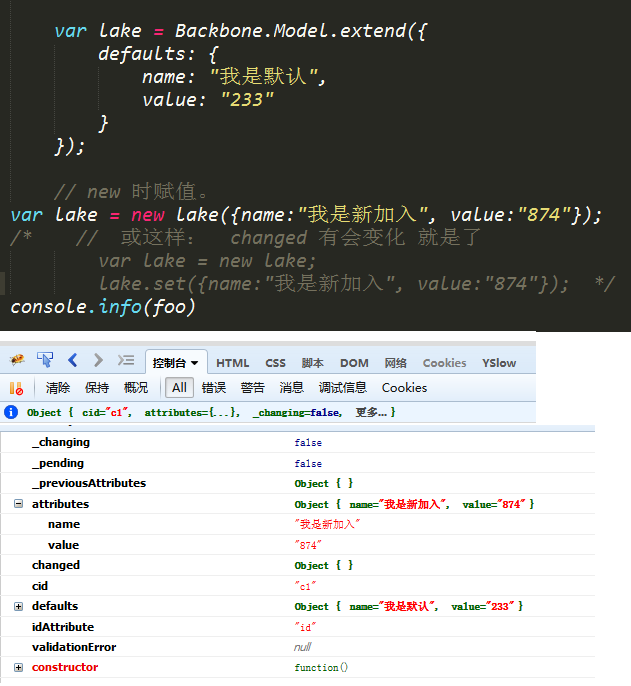 var lake = Backbone.Model.extend({
defaults: {
name: "我是默认",
value: "233"
}
});
// new 时赋值。
var lake = new lake({name:"我是新加入", value:"874"});
/* // 或这样： changed 有会变化 就是了
var lake = new lake;
lake.set({name:"我是新加入", value:"874"}); */
console.info(foo)
控制台 HTML CSS 脚本 DOM 网络 Cookies YSlow
清除 保持 概况 All 错误 警告 消息 调试信息 Cookies
Object { cid="c1", attributes={...}, _changing=false, 更多...}
_changing false
_pending false
_previousAttributes Object { }
attributes Object { name="我是新加入", value="874" }
name "我是新加入"
value "874"
changed Object { }
cid "c1"
defaults Object { name="我是默认", value="233" }
idAttribute "id"
validationError null
constructor function()